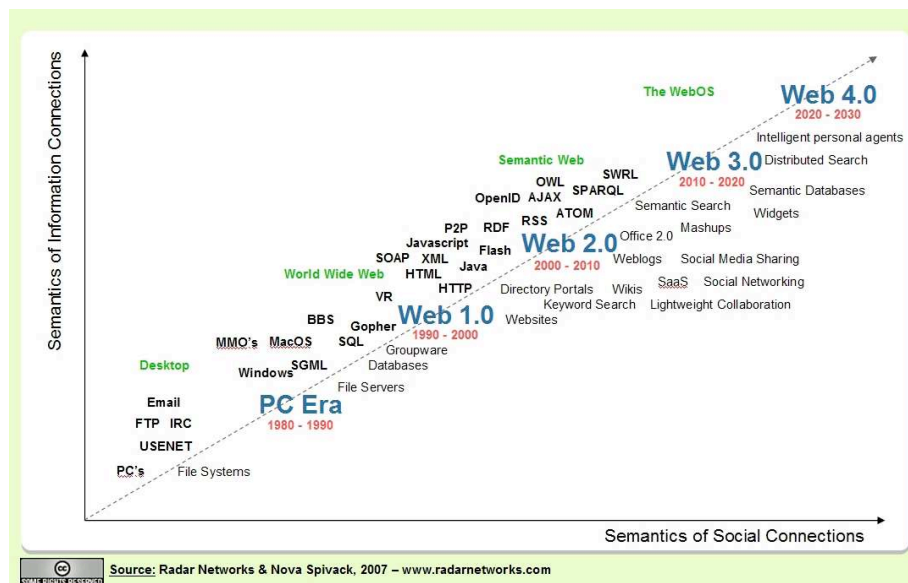 Semantics of Information Connections
The WebOS
Web 4.0
2020 - 2030
Intelligent personal agents
Semantic Web
Web 3.0
2010 - 2020
Distributed Search
SWRL
OWL
SPARQL
OpenID
AJAX
Semantic Databases
Semantic Search
Widgets
ATOM
RSS
P2P
RDF
Mashups
Office 2.0
Javascript
Flash
Web 2.0
2000 - 2010
SOAP
XML
Java
Weblogs
Social Media Sharing
World Wide Web
HTML
HTTP
Directory Portals
Wikis
SaaS
Social Networking
VR
Keyword Search
Lightweight Collaboration
Web 1.0
1990 - 2000
Websites
BBS
Gopher
MMO's
MacOS
SQL
Groupware
Desktop
Windows
SGML
Databases
File Servers
Email
PC Era
1980 - 1990
FTP
IRC
USENET
PC's
File Systems
Semantics of Social Connections
cc
SOME RIGHTS RESERVED
Source: Radar Networks & Nova Spivack, 2007 – www.radarnetworks.com